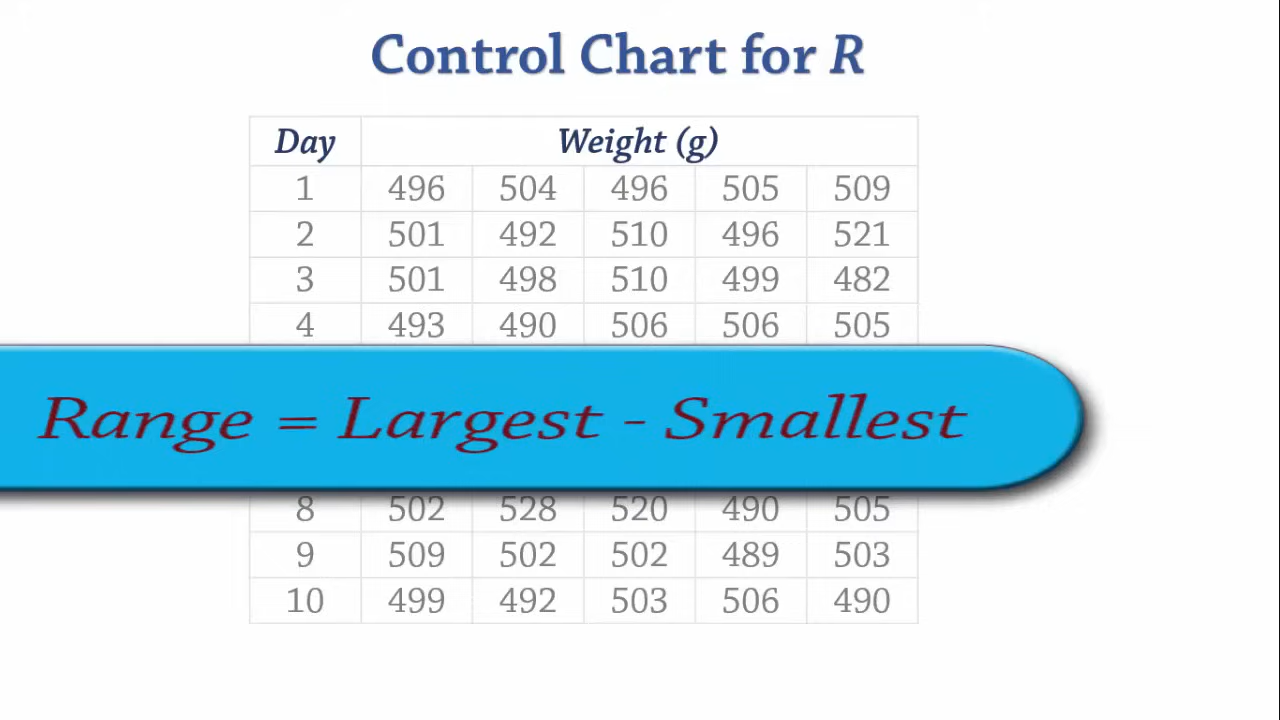 Control Chart for R
Day Weight (g)
1 496 504 496 505 509
2 501 492 510 496 521
3 501 498 510 499 482
4 493 490 506 506 505
Range = Largest - Smallest
8 502 528 520 490 505
9 509 502 502 489 503
10 499 492 503 506 490